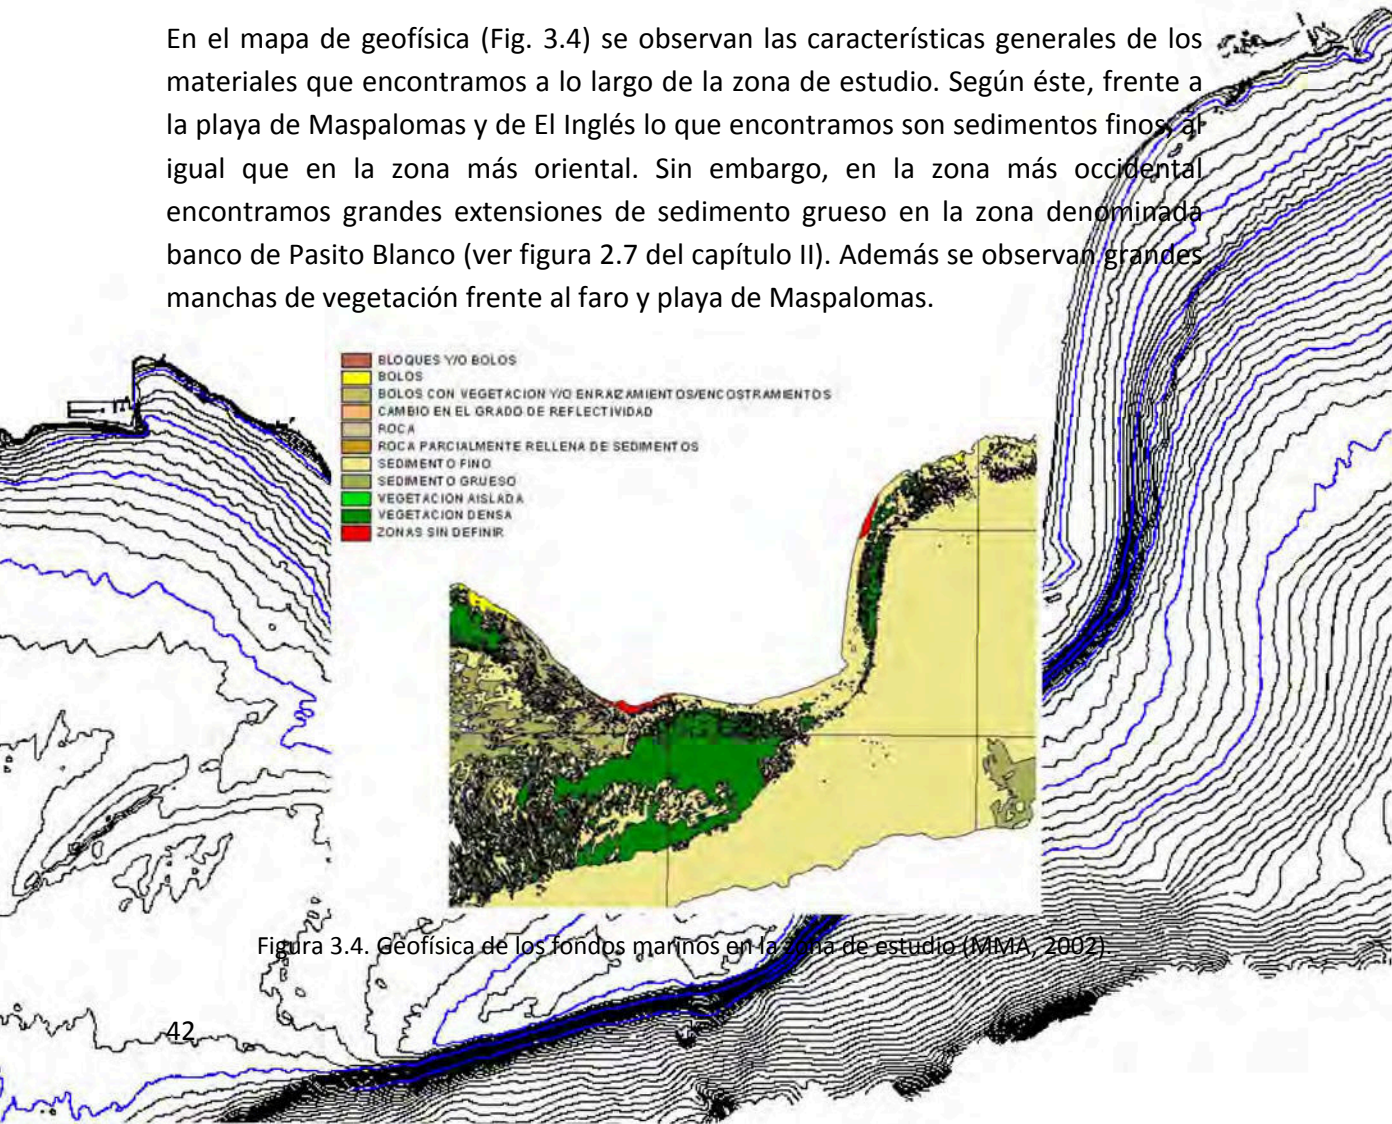 En el mapa de geofísica (Fig. 3.4) se observan las características generales de los
materiales que encontramos a lo largo de la zona de estudio. Según éste, frente a
la playa de Maspalomas y de El Inglés lo que encontramos son sedimentos finos, al
igual que en la zona más oriental. Sin embargo, en la zona más occidental
encontramos grandes extensiones de sedimento grueso en la zona denominada
banco de Pasito Blanco (ver figura 2.7 del capítulo II). Además se observan grandes
manchas de vegetación frente al faro y playa de Maspalomas.
BLOQUES Y/O BOLOS
BOLOS
BOLOS CON VEGETACION Y/O ENRAIZAMIENTOS/ENCOSTRAMIENTOS
CAMBIO EN EL GRADO DE REFLECTIVIDAD
ROCA
ROCA PARCIALMENTE RELLENA DE SEDIMENTOS
SEDIMENTO FINO
SEDIMENTO GRUESO
VEGETACION AISLADA
VEGETACION DENSA
ZONAS SIN DEFINIR
Figura 3.4. Geofísica de los fondos marinos en la zona de estudio (MMA, 2002).
42